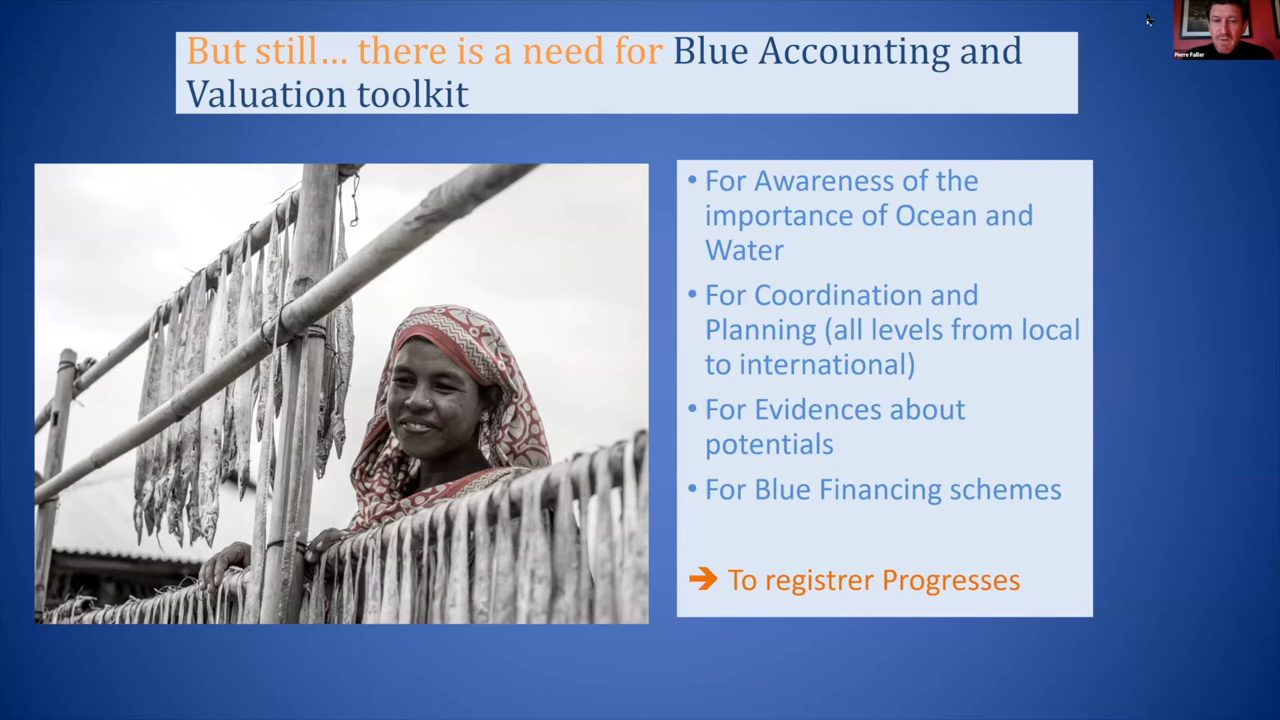 But still… there is a need for Blue Accounting and
Valuation toolkit
• For Awareness of the
importance of Ocean and
Water
• For Coordination and
Planning (all levels from local
to international)
• For Evidences about
potentials
• For Blue Financing schemes
➔ To registrer Progresses
Pierre Failler